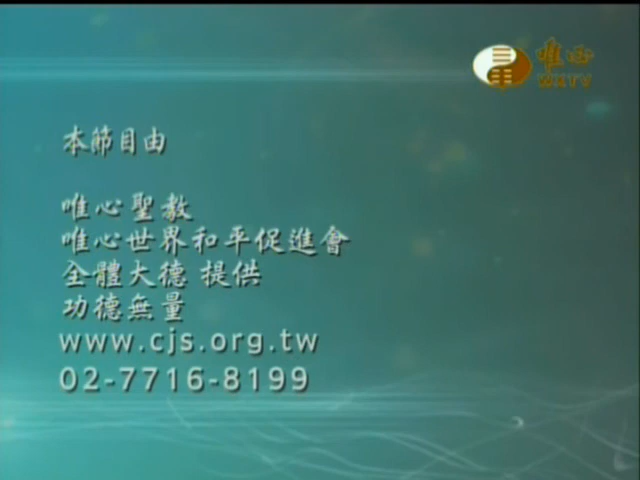 唯心
WXTV
本節目由
唯心聖教
唯心世界和平促進會
全體大德 提供
功德無量
www.cjs.org.tw
02-7716-8199